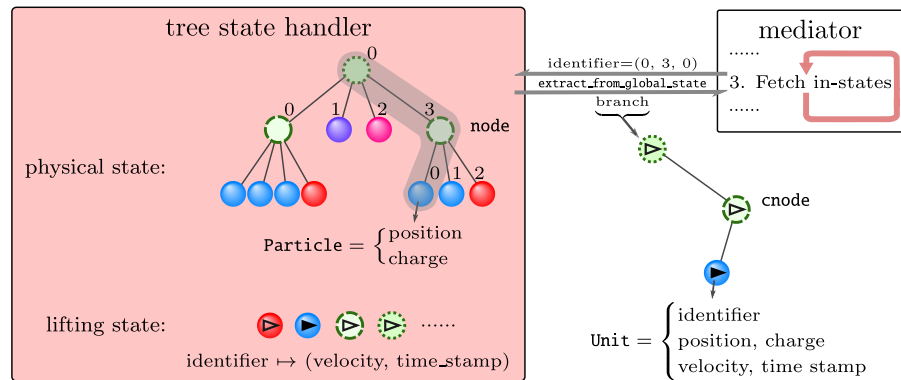 tree state handler
mediator
0
identifier=(0, 3, 0)
......
extract_from_global_state
3. Fetch in-states
branch
......
0
1
2
3
node
physical state:
0
1
2
cnode
Particle = { position
charge
lifting state:
......
identifier ↦ (velocity, time_stamp)
Unit = { identifier
position, charge
velocity, time stamp